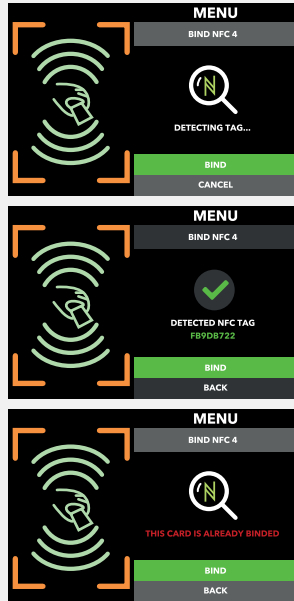 MENU
BIND NFC 4
DETECTING TAG...
BIND
CANCEL
MENU
BIND NFC 4
DETECTED NFC TAG
FB9DB722
BIND
BACK
MENU
BIND NFC 4
THIS CARD IS ALREADY BINDED
BIND
BACK